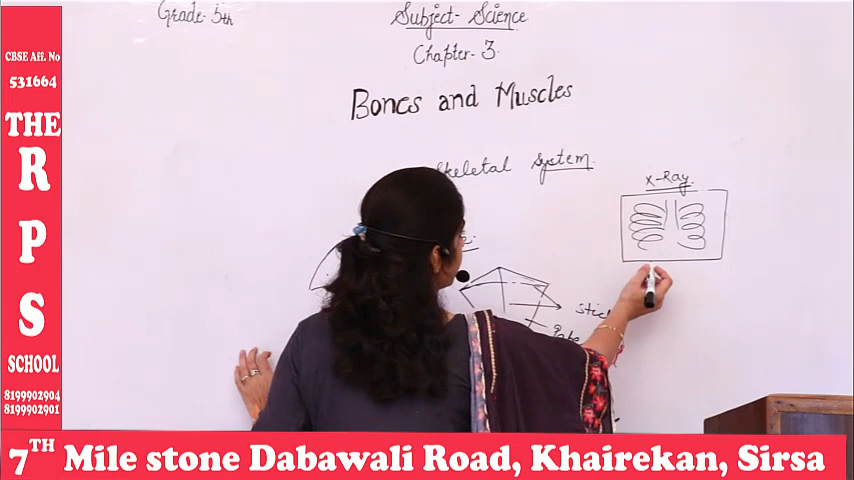 CBSE Aff. No
531664
THE
R
P
S
SCHOOL
8199902904
8199902901
Grade-5th
Subject-Science
Chapter-3
Bones and Muscles
Skeletal System
X-Ray
7TH Mile stone Dabawali Road, Khairekan, Sirsa